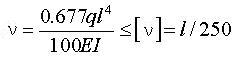 ν = 0.677ql⁴ / 100EI ≤ [ν] = l / 250